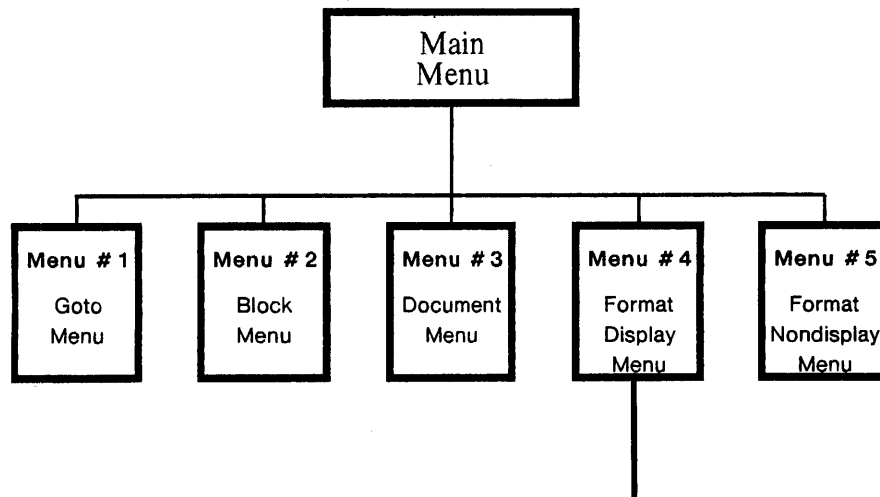 Main
Menu
Menu # 1
Goto
Menu
Menu # 2
Block
Menu
Menu # 3
Document
Menu
Menu # 4
Format
Display
Menu
Menu # 5
Format
Nondisplay
Menu